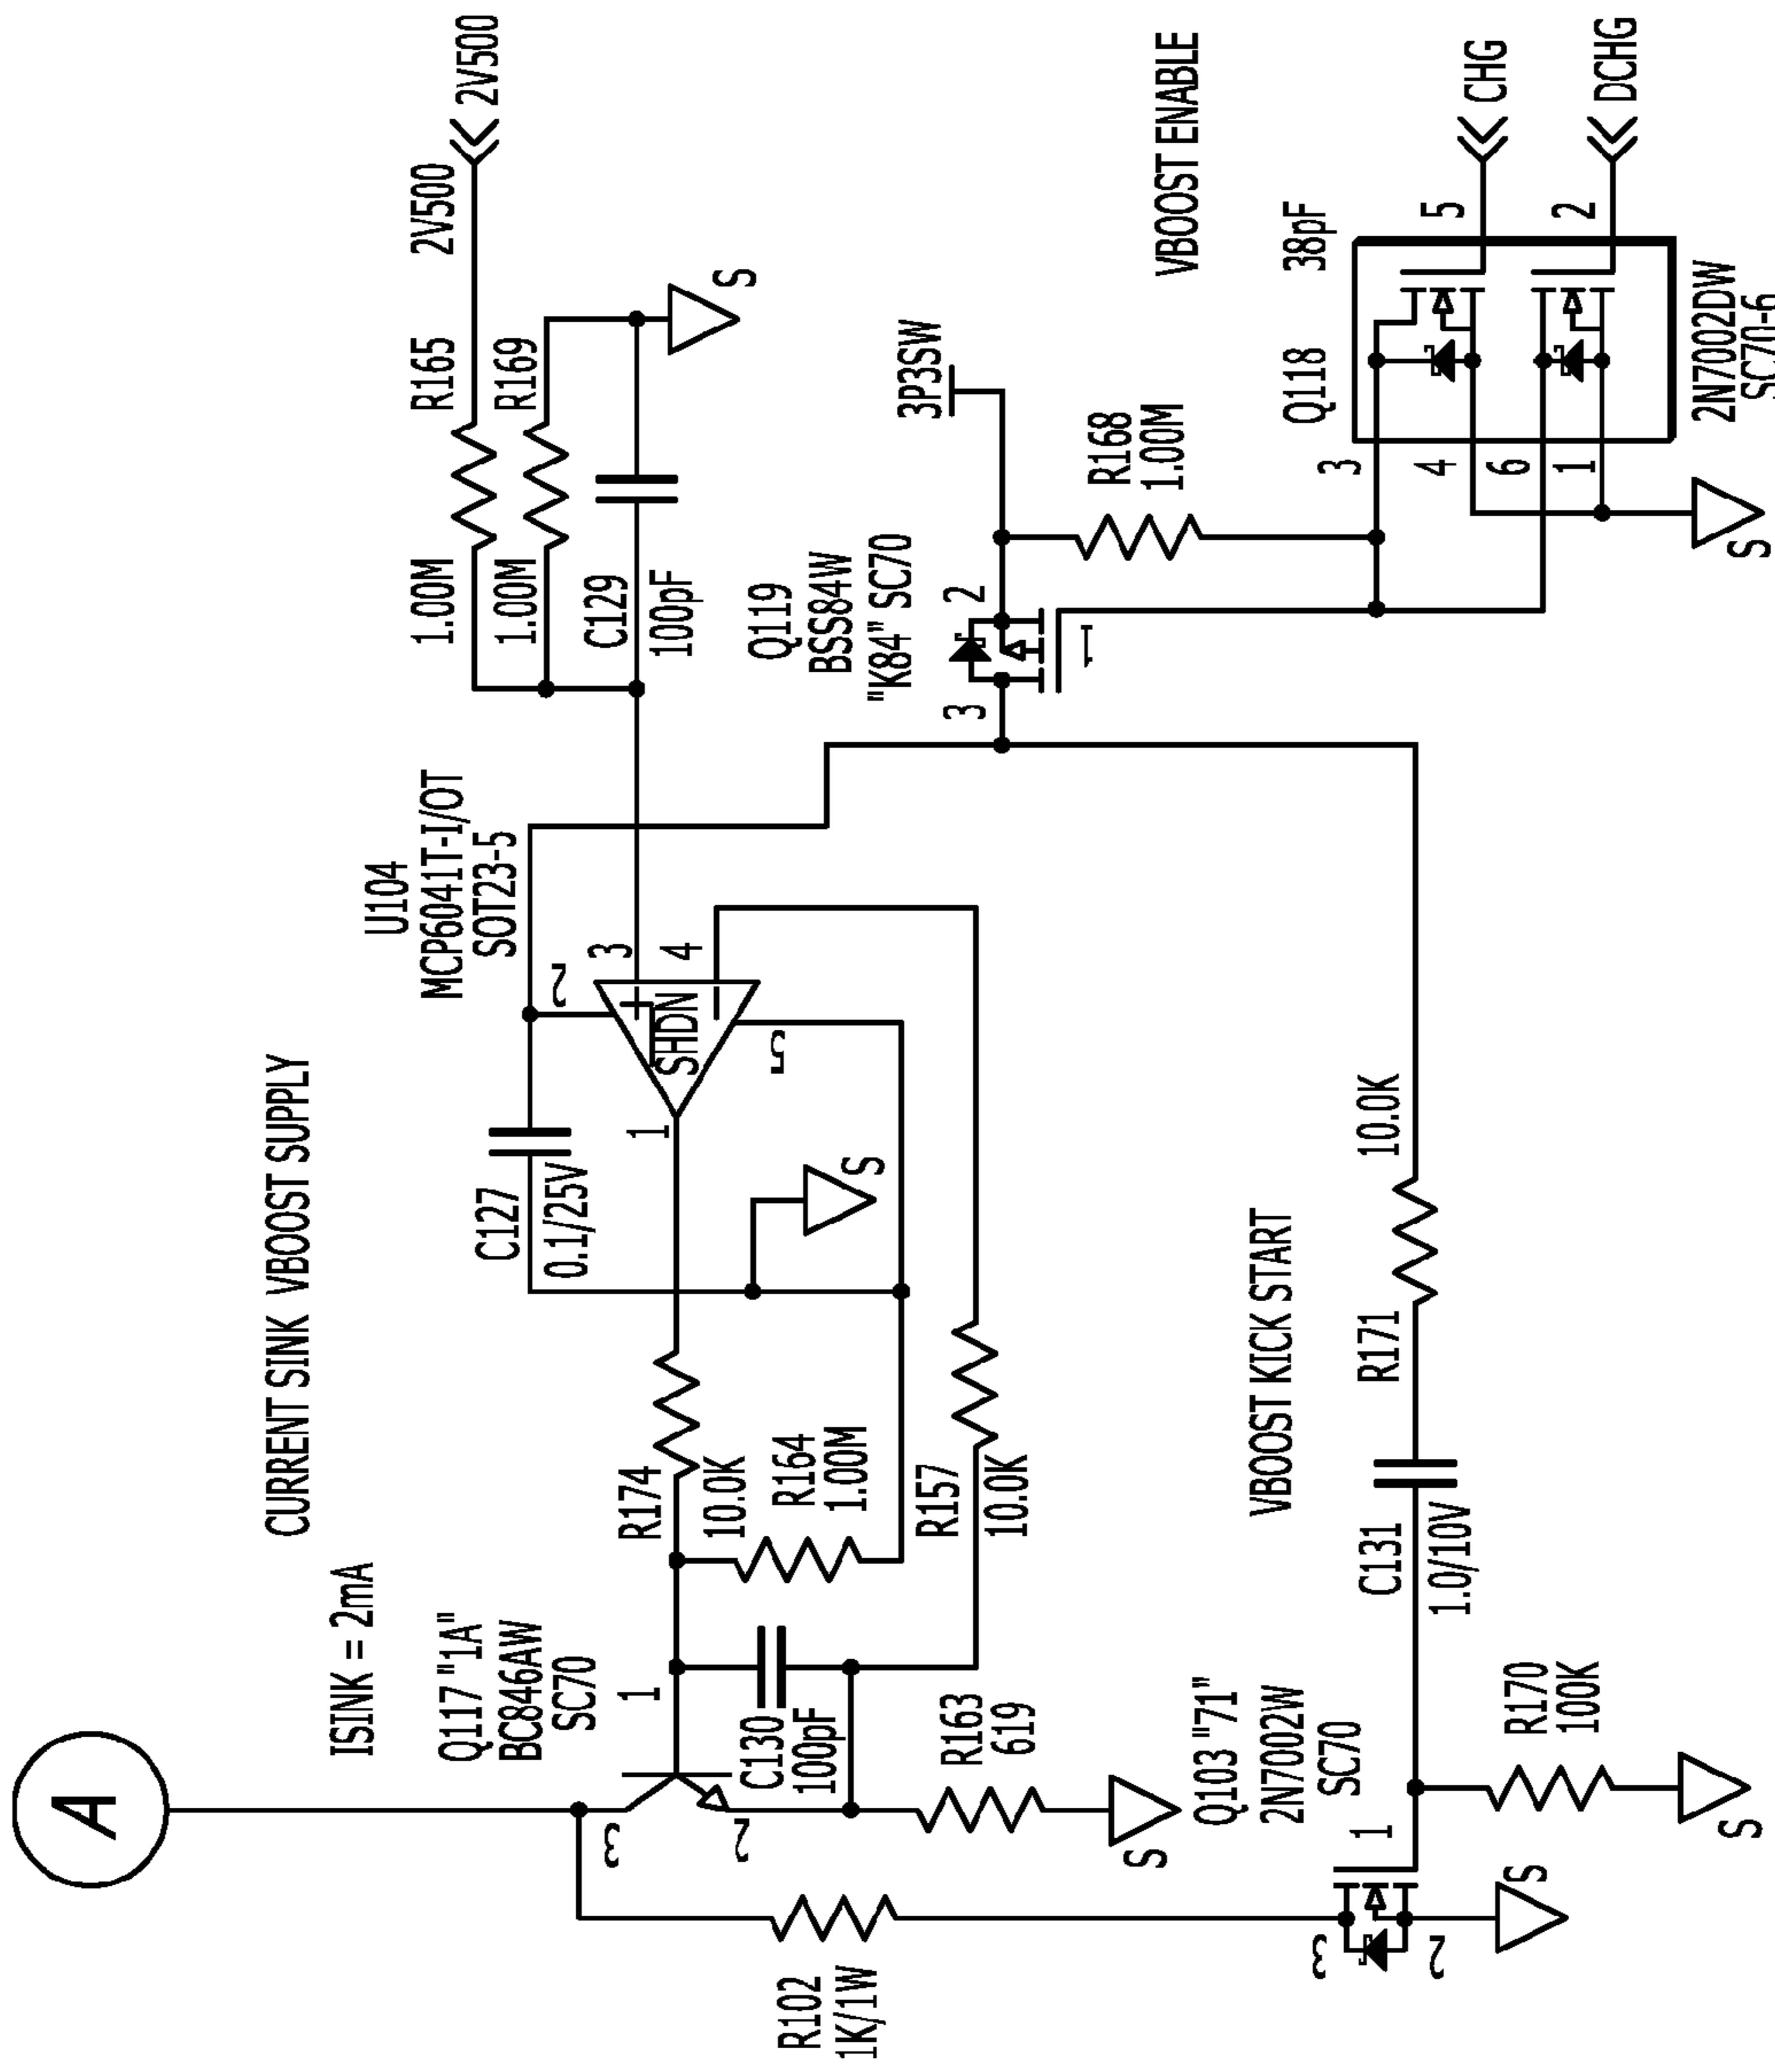 A
CURRENT SINK VBOOST SUPPLY
ISINK = 2mA
Q117 "1A"
BC846AW
SC70
3
1
2
R102
1K/1W
C130
100pF
R163
619
S
R174
10.0K
R164
1.00M
R157
10.0K
C127
0.1/25V
S
U104
MCP6041T-I/OT
SOT23-5
2
3
4
5
1
+
SHDN
-
R165
1.00M
2V500
2V500
R169
1.00M
C129
100pF
S
Q119
BSS84W
"K84" SC70
3
2
1
3P3SW
R168
1.00M
VBOOST ENABLE
Q118
38pF
3
4
6
1
5
2
CHG
DCHG
2N7002DW
SC70-6
S
VBOOST KICK START
Q103 "71"
2N7002W
SC70
3
1
2
S
C131
1.0/10V
R171
10.0K
R170
100K
S